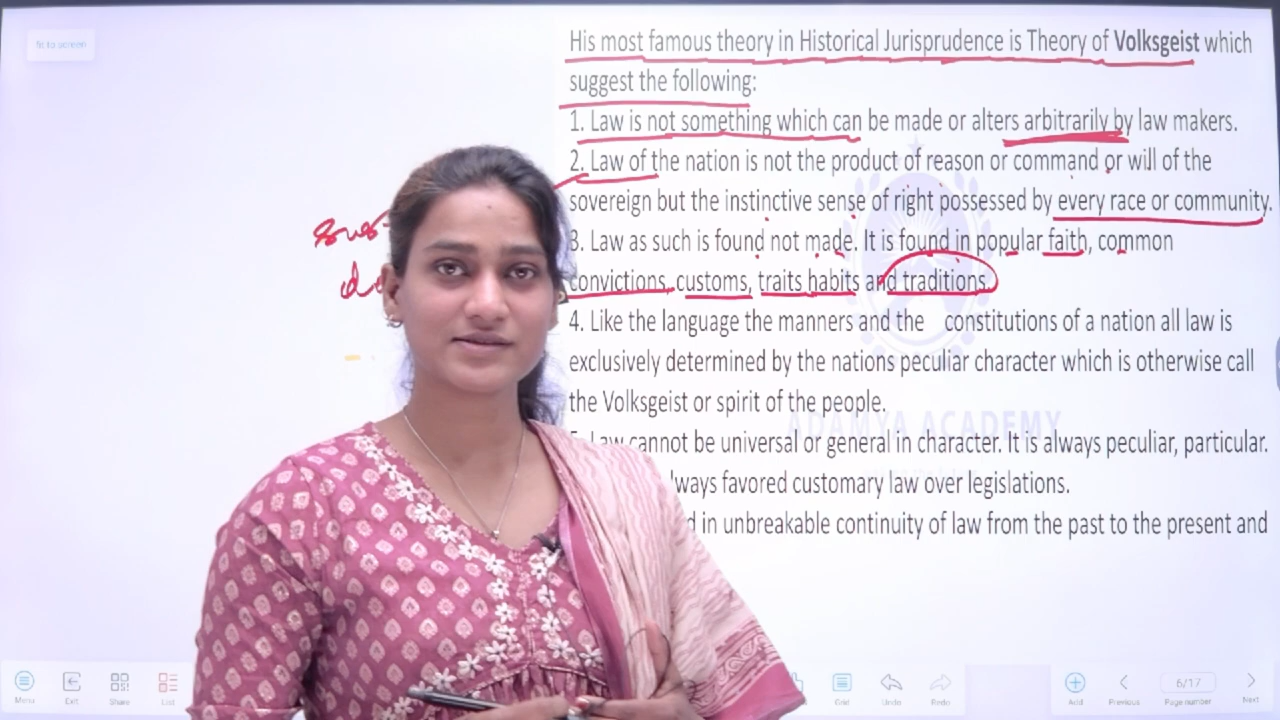 fit to screen
His most famous theory in Historical Jurisprudence is Theory of Volksgeist which
suggest the following:
1. Law is not something which can be made or alters arbitrarily by law makers.
2. Law of the nation is not the product of reason or command or will of the
sovereign but the instinctive sense of right possessed by every race or community.
3. Law as such is found not made. It is found in popular faith, common
convictions, customs, traits habits and traditions.
4. Like the language the manners and the constitutions of a nation all law is
exclusively determined by the nations peculiar character which is otherwise call
the Volksgeist or spirit of the people.
ADAMYA ACADEMY
5. Law cannot be universal or general in character. It is always peculiar, particular.
always favored customary law over legislations.
in unbreakable continuity of law from the past to the present and
Menu Exit Share List Grid Undo Redo Add Previous Page number Next
6/17